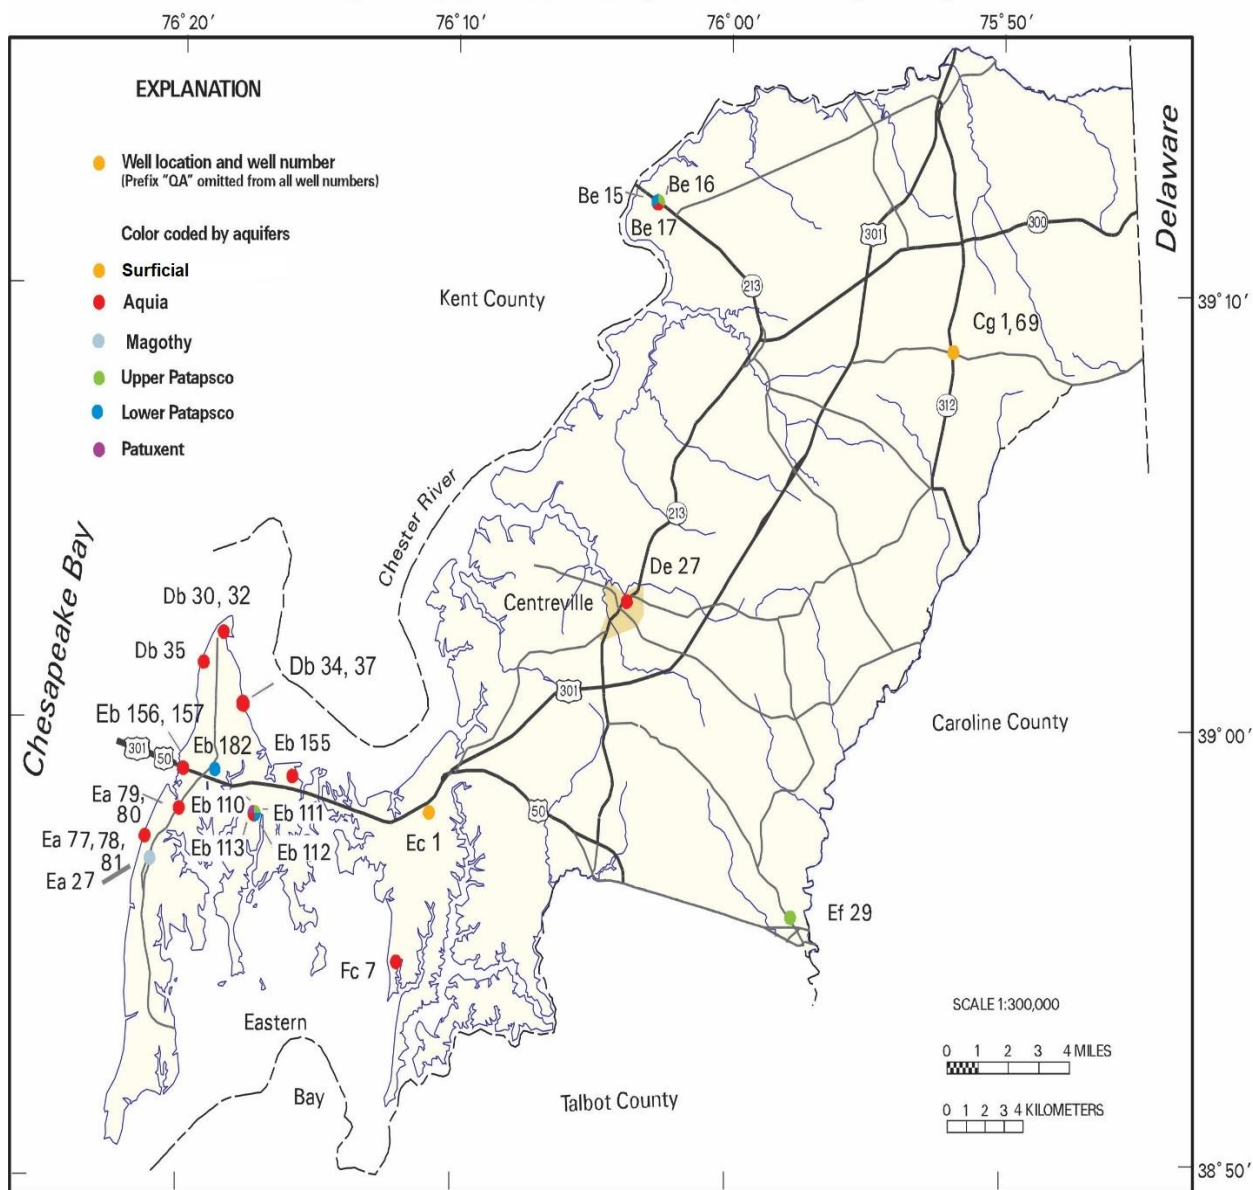 76°20'
76°10'
76°00'
75°50'
EXPLANATION
Well location and well number
(Prefix "QA" omitted from all well numbers)
Color coded by aquifers
Surficial
Aquia
Magothy
Upper Patapsco
Lower Patapsco
Patuxent
Delaware
Be 15
Be 16
Be 17
301
300
213
Kent County
39°10'
Cg 1,69
312
Chester River
213
De 27
Centreville
Chesapeake Bay
Db 30, 32
Db 35
Db 34, 37
301
Caroline County
39°00'
Eb 156, 157
Eb 182
Eb 155
301
50
Ea 79,
80
Eb 110
Eb 111
50
Ea 77, 78,
81
Eb 113
Eb 112
Ec 1
Ea 27
Ef 29
Fc 7
SCALE 1:300,000
Eastern
0 1 2 3 4 MILES
Bay
Talbot County
0 1 2 3 4 KILOMETERS
38°50'